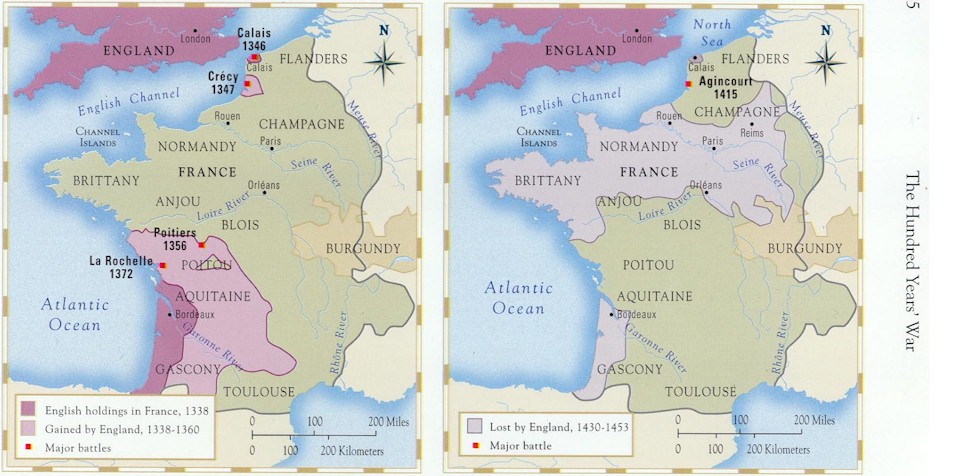 ENGLAND
London
Calais
1346
Calais
FLANDERS
N
Crécy
1347
English Channel
Rouen
CHAMPAGNE
CHANNEL
ISLANDS
NORMANDY
Paris
Meuse River
Seine River
BRITTANY
FRANCE
Orléans
ANJOU
Loire River
BLOIS
Poitiers
1356
BURGUNDY
La Rochelle
1372
POITOU
Atlantic
Ocean
AQUITAINE
Bordeaux
Garonne River
Rhône River
GASCONY
TOULOUSE
English holdings in France, 1338
Gained by England, 1338-1360
Major battles
0 100 200 Miles
0 100 200 Kilometers
North
Sea
ENGLAND
London
Calais
FLANDERS
N
Agincourt
1415
English Channel
CHAMPAGNE
Rouen
Reims
CHANNEL
ISLANDS
NORMANDY
Paris
Meuse River
Seine River
BRITTANY
FRANCE
Orléans
ANJOU
Loire River
BLOIS
BURGUNDY
POITOU
Atlantic
Ocean
AQUITAINE
Bordeaux
Garonne River
Rhône River
GASCONY
TOULOUSE
Lost by England, 1430-1453
Major battle
0 100 200 Miles
0 100 200 Kilometers
5 The Hundred Years' War